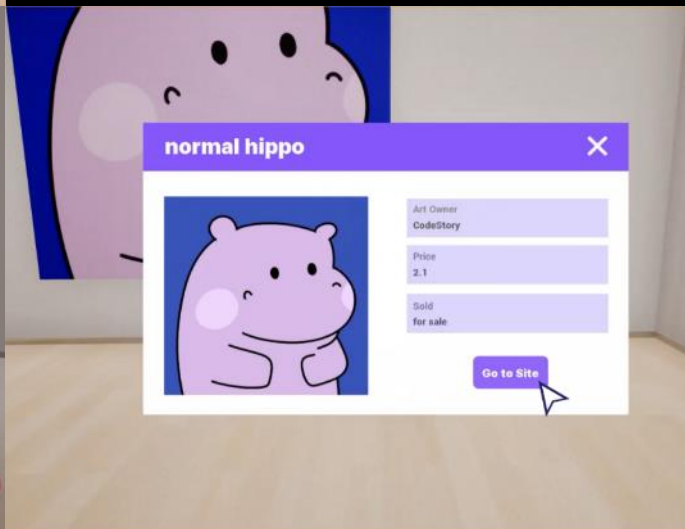 normal hippo
Art Owner
CodeStory
Price
2.1
Sold
for sale
Go to Site